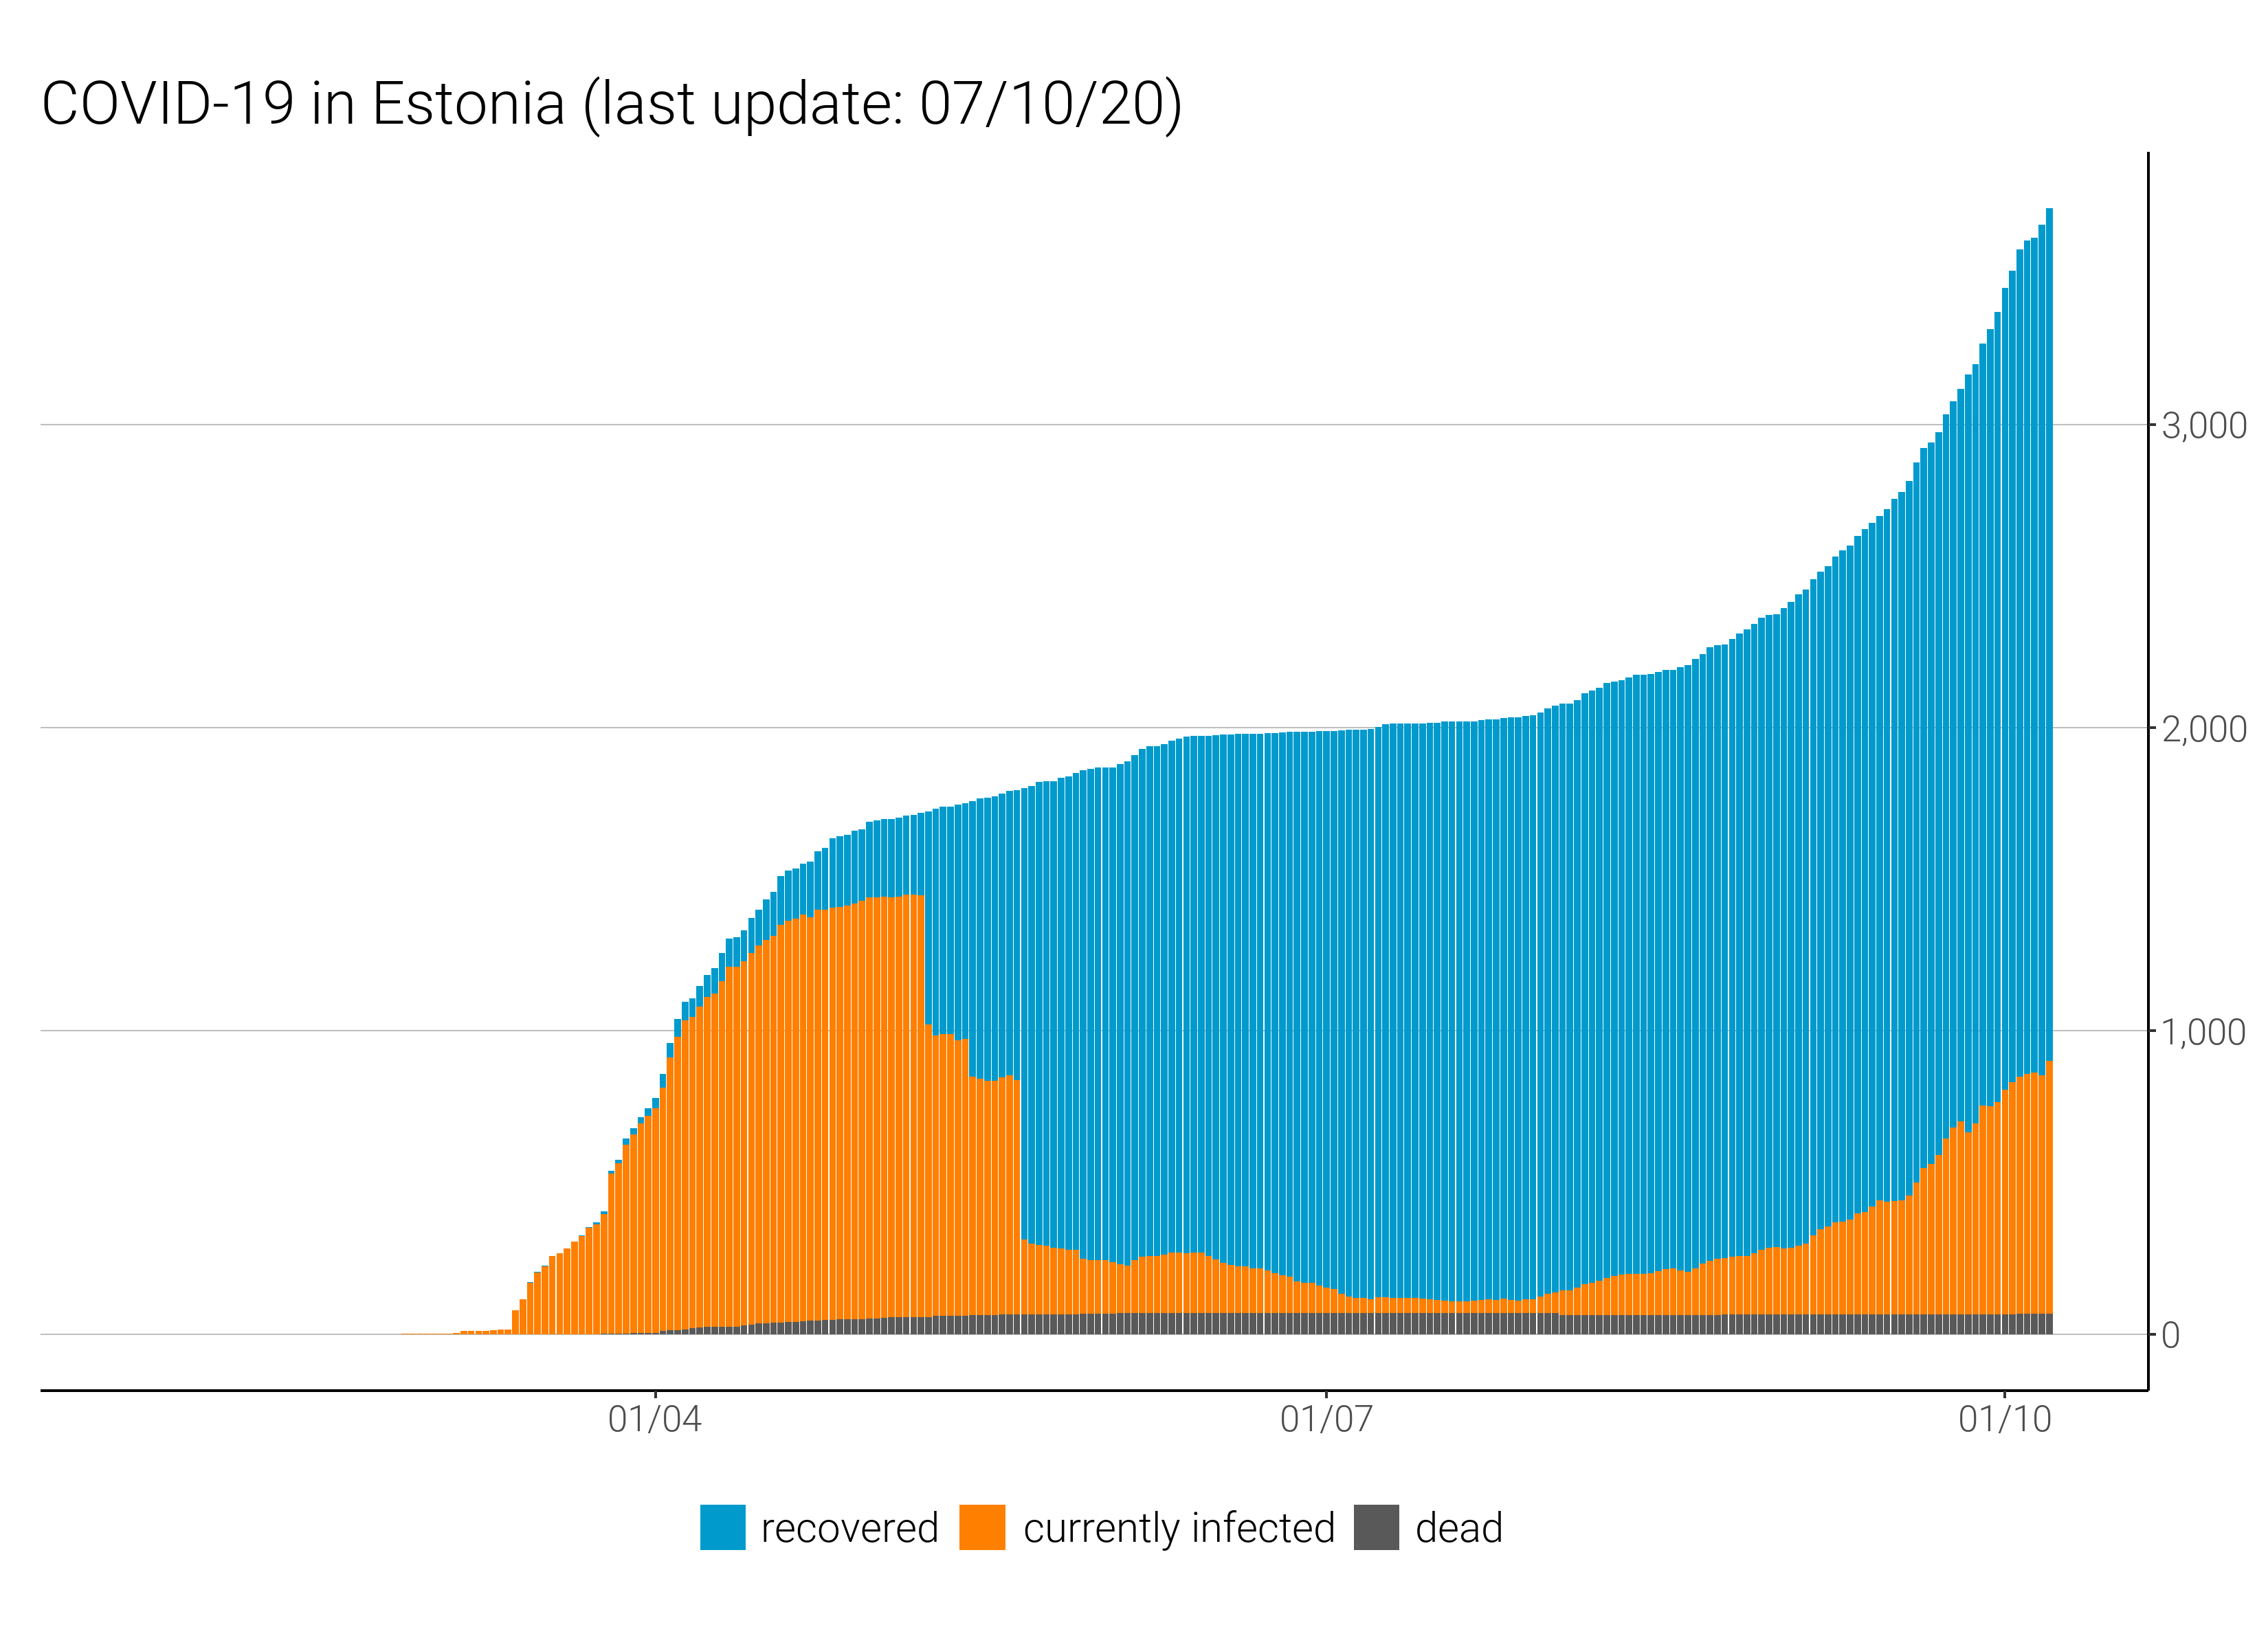 COVID-19 in Estonia (last update: 07/10/20)
3,000
2,000
1,000
0
01/04 01/07 01/10
recovered currently infected dead